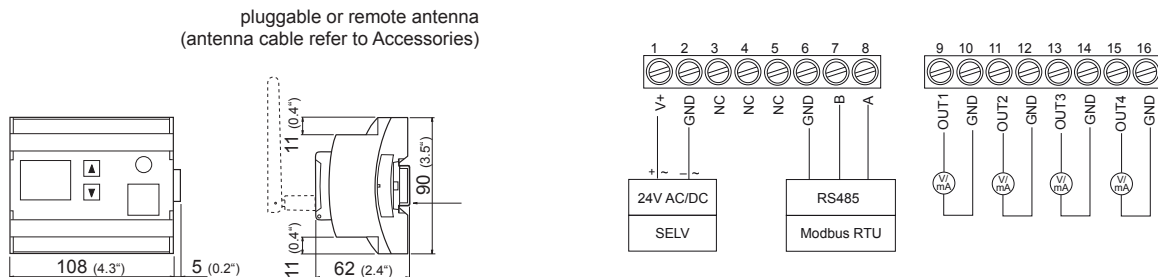 pluggable or remote antenna
(antenna cable refer to Accessories)
11 (0.4“)
90 (3.5“)
11 (0.4“)
108 (4.3“)
5 (0.2“)
62 (2.4“)
1 2 3 4 5 6 7 8
V+ GND NC NC NC GND B A
+ ~ – ~
24V AC/DC
SELV
RS485
Modbus RTU
9 10 11 12 13 14 15 16
OUT1 GND OUT2 GND OUT3 GND OUT4 GND
V/ mA
V/ mA
V/ mA
V/ mA